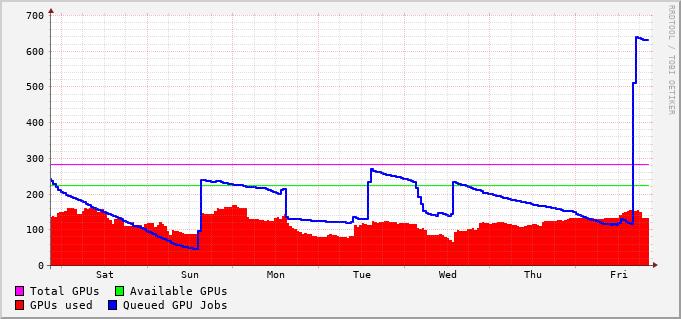 700
600
500
400
300
200
100
0
Sat Sun Mon Tue Wed Thu Fri
Total GPUs Available GPUs
GPUs used Queued GPU Jobs
RRDTOOL / TOBI OETIKER